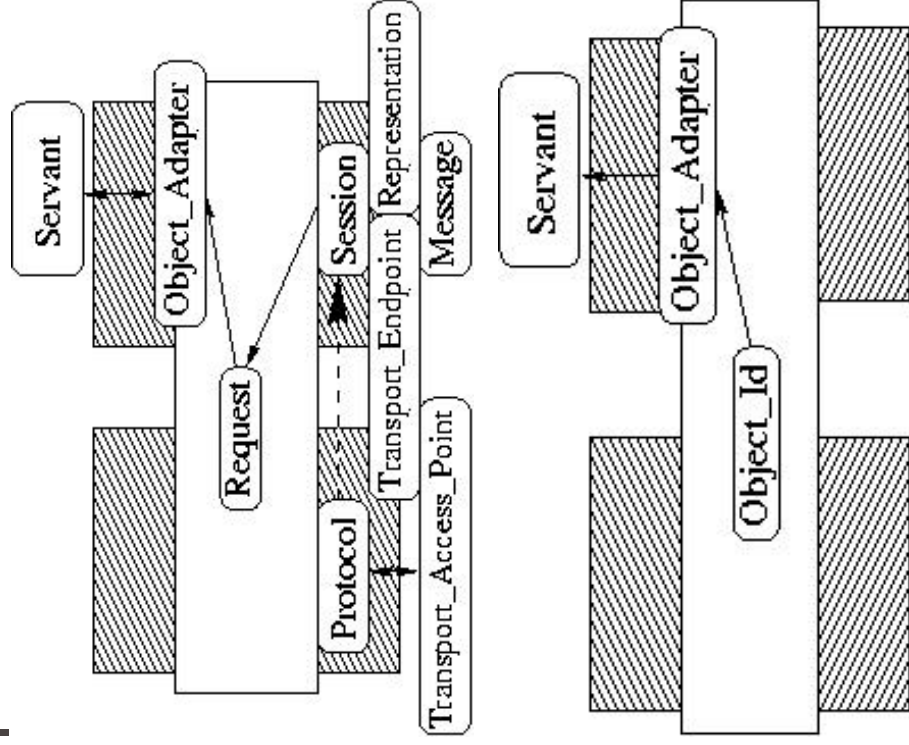 Servant
Object_Adapter
Request
Protocol
Session
Transport_Endpoint
Representation
Transport_Access_Point
Message
Servant
Object_Adapter
Object_Id